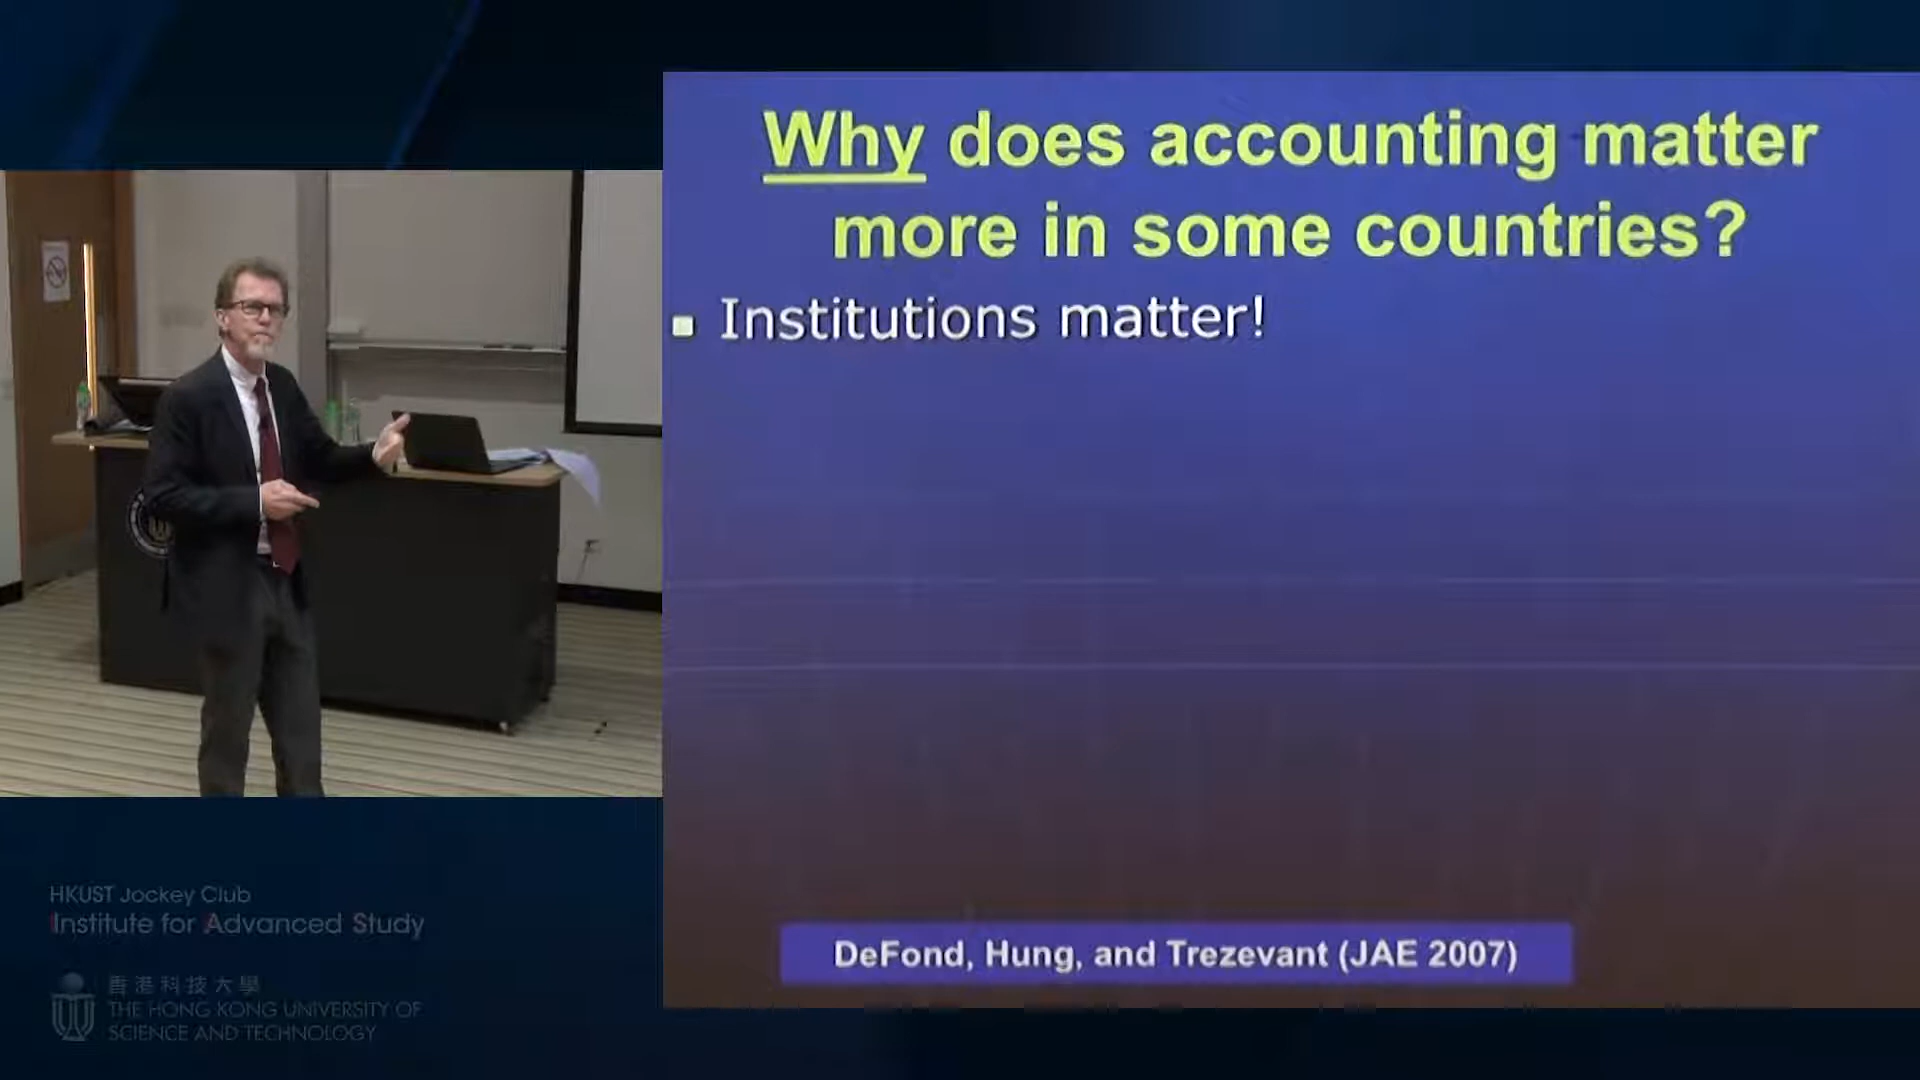 Why does accounting matter
more in some countries?
Institutions matter!
DeFond, Hung, and Trezevant (JAE 2007)
HKUST Jockey Club
Institute for Advanced Study
香港科技大學
THE HONG KONG UNIVERSITY OF
SCIENCE AND TECHNOLOGY